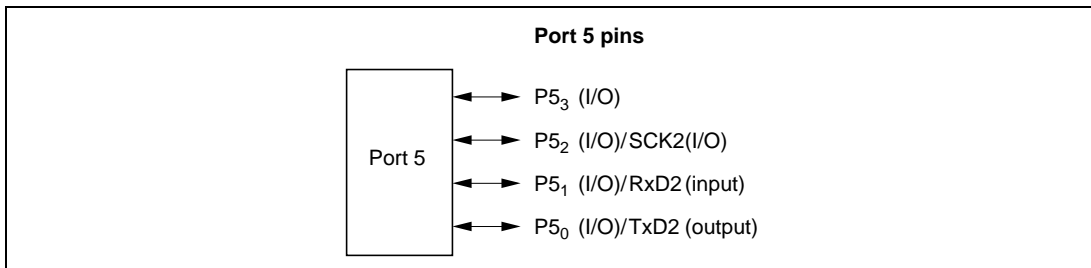 Port 5 pins
Port 5
P5₃ (I/O)
P5₂ (I/O)/SCK2(I/O)
P5₁ (I/O)/RxD2 (input)
P5₀ (I/O)/TxD2 (output)